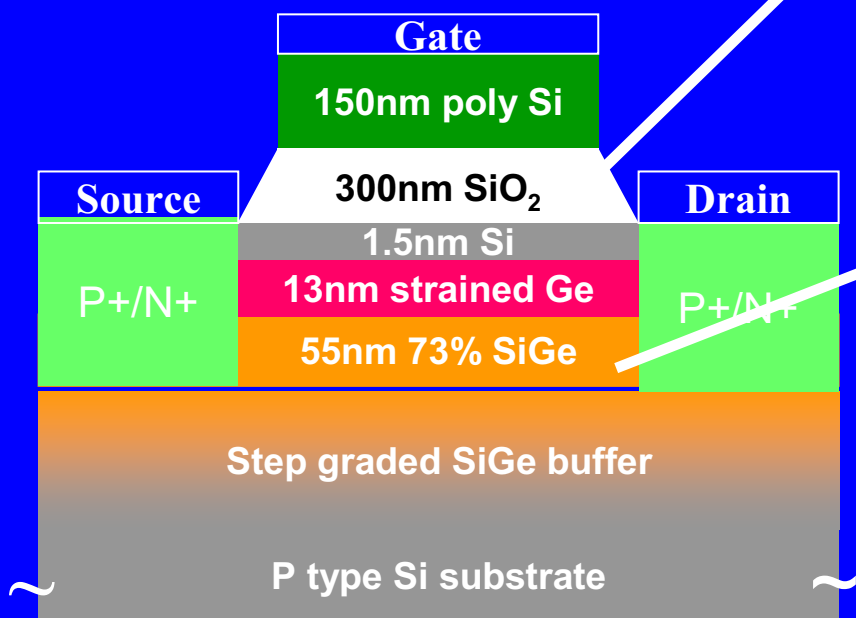 Gate
150nm poly Si
300nm SiO₂
Source
Drain
1.5nm Si
13nm strained Ge
P+/N+
P+/N+
55nm 73% SiGe
Step graded SiGe buffer
P type Si substrate
~
~